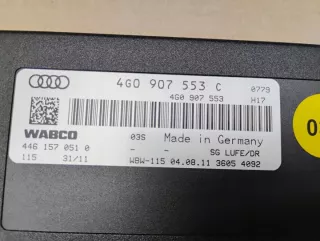 4G0 907 553 C 0779
4G0 907 553 H17
WABCO 03S Made in Germany
446 157 051 0 - - SG LUFE/DR
115 31/11 WBW-115 04.08.11 3605 4092
0